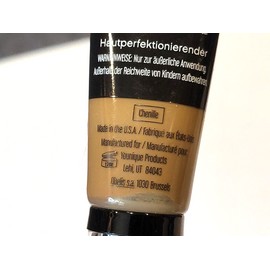 Hautperfektionierender
WARNHINWEISE: Nur zur äußerliche Anwendung
Außerhalb der Reichweite von Kindern aufbewahren
Chenille
Made in the U.S.A. / Fabriqué aux États-Unis
Manufactured for / Manufacturé pour:
Younique Products
Lehi, UT 84043
1030 Brussels